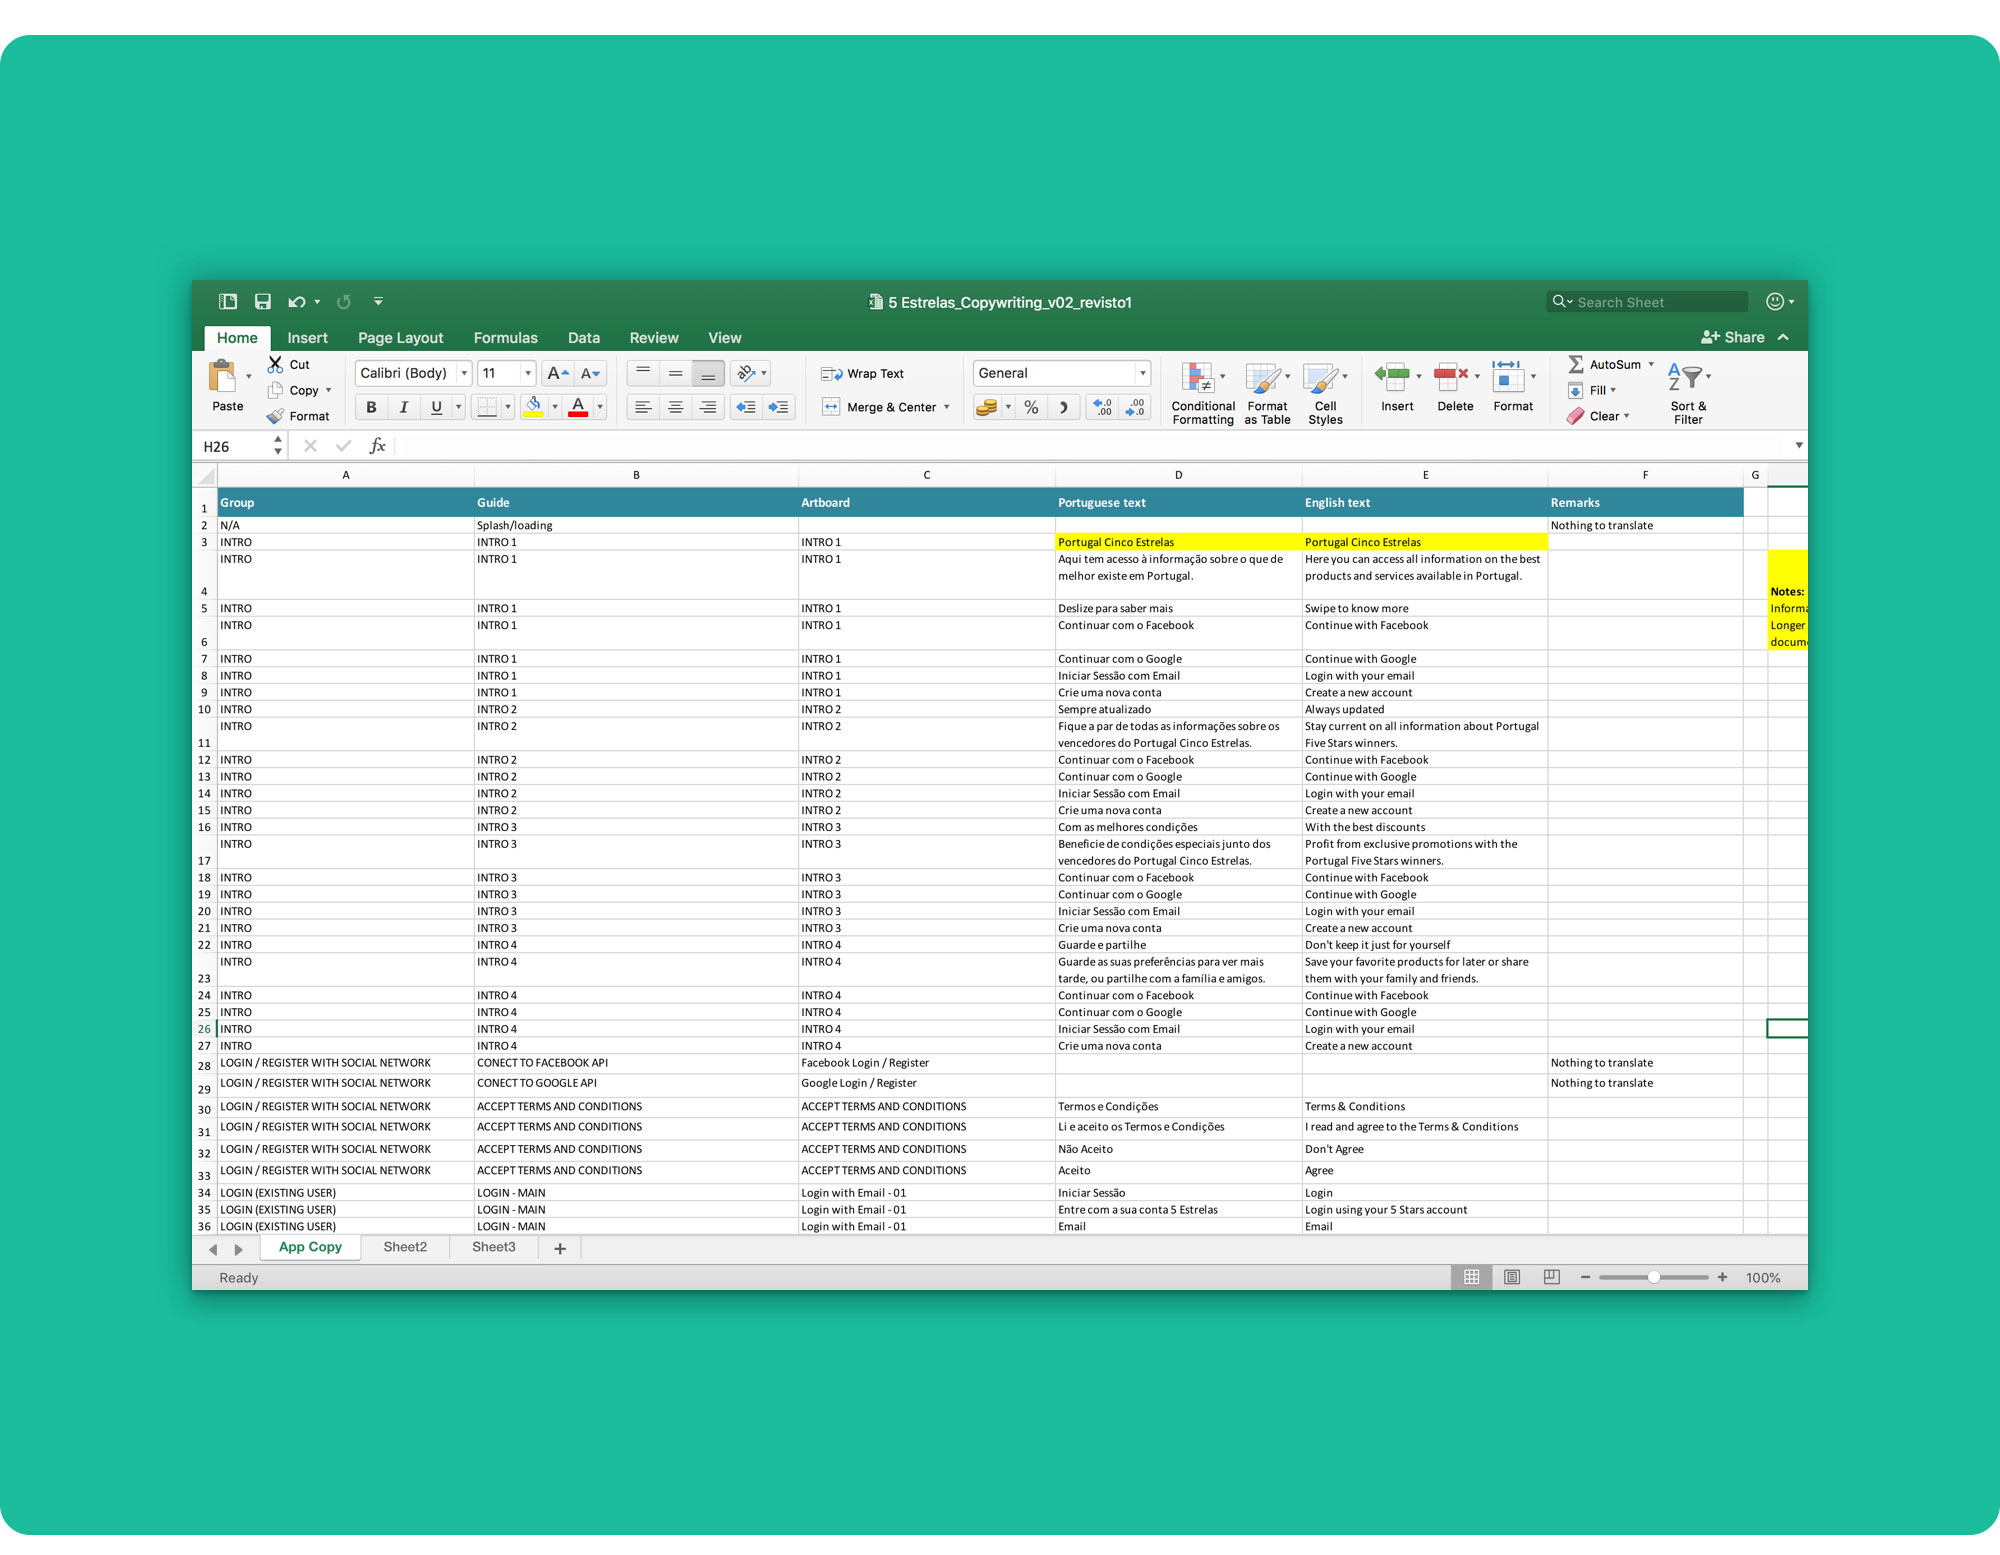 5 Estrelas_Copywriting_v02_revisto1
Search Sheet
Home Insert Page Layout Formulas Data Review View
Share
Paste
Cut
Copy
Format
Calibri (Body) 11
A A
B I U
A
Wrap Text
Merge & Center
General
%
Conditional Formatting
Format as Table
Cell Styles
Insert
Delete
Format
AutoSum
Fill
Clear
Sort & Filter
H26 fx
A B C D E F G
1 Group Guide Artboard Portuguese text English text Remarks
2 N/A Splash/loading Nothing to translate
3 INTRO INTRO 1 INTRO 1 Portugal Cinco Estrelas Portugal Cinco Estrelas
INTRO INTRO 1 INTRO 1 Aqui tem acesso à informação sobre o que de Here you can access all information on the best
melhor existe em Portugal. products and services available in Portugal.
4 Notes:
5 INTRO INTRO 1 INTRO 1 Deslize para saber mais Swipe to know more
INTRO INTRO 1 INTRO 1 Continuar com o Facebook Continue with Facebook Longer
6
7 INTRO INTRO 1 INTRO 1 Continuar com o Google Continue with Google
8 INTRO INTRO 1 INTRO 1 Iniciar Sessão com Email Login with your email
9 INTRO INTRO 1 INTRO 1 Crie uma nova conta Create a new account
10 INTRO INTRO 2 INTRO 2 Sempre atualizado Always updated
INTRO INTRO 2 INTRO 2 Fique a par de todas as informações sobre os Stay current on all information about Portugal
11 vencedores do Portugal Cinco Estrelas. Five Stars winners.
12 INTRO INTRO 2 INTRO 2 Continuar com o Facebook Continue with Facebook
13 INTRO INTRO 2 INTRO 2 Continuar com o Google Continue with Google
14 INTRO INTRO 2 INTRO 2 Iniciar Sessão com Email Login with your email
15 INTRO INTRO 2 INTRO 2 Crie uma nova conta Create a new account
16 INTRO INTRO 3 INTRO 3 Com as melhores condições With the best discounts
INTRO INTRO 3 INTRO 3 Beneficie de condições especiais junto dos Profit from exclusive promotions with the
17 vencedores do Portugal Cinco Estrelas. Portugal Five Stars winners.
18 INTRO INTRO 3 INTRO 3 Continuar com o Facebook Continue with Facebook
19 INTRO INTRO 3 INTRO 3 Continuar com o Google Continue with Google
20 INTRO INTRO 3 INTRO 3 Iniciar Sessão com Email Login with your email
21 INTRO INTRO 3 INTRO 3 Crie uma nova conta Create a new account
22 INTRO INTRO 4 INTRO 4 Guarde e partilhe Don't keep it just for yourself
INTRO INTRO 4 INTRO 4 Guarde as suas preferências para ver mais Save your favorite products for later or share
23 tarde, ou partilhe com a família e amigos. them with your family and friends.
24 INTRO INTRO 4 INTRO 4 Continuar com o Facebook Continue with Facebook
25 INTRO INTRO 4 INTRO 4 Continuar com o Google Continue with Google
26 INTRO INTRO 4 INTRO 4 Iniciar Sessão com Email Login with your email
27 INTRO INTRO 4 INTRO 4 Crie uma nova conta Create a new account
28 LOGIN / REGISTER WITH SOCIAL NETWORK CONECT TO FACEBOOK API Facebook Login / Register Nothing to translate
29 LOGIN / REGISTER WITH SOCIAL NETWORK CONECT TO GOOGLE API Google Login / Register Nothing to translate
30 LOGIN / REGISTER WITH SOCIAL NETWORK ACCEPT TERMS AND CONDITIONS ACCEPT TERMS AND CONDITIONS Termos e Condições Terms & Conditions
31 LOGIN / REGISTER WITH SOCIAL NETWORK ACCEPT TERMS AND CONDITIONS ACCEPT TERMS AND CONDITIONS Li e aceito os Termos e Condições I read and agree to the Terms & Conditions
32 LOGIN / REGISTER WITH SOCIAL NETWORK ACCEPT TERMS AND CONDITIONS ACCEPT TERMS AND CONDITIONS Não Aceito Don't Agree
33 LOGIN / REGISTER WITH SOCIAL NETWORK ACCEPT TERMS AND CONDITIONS ACCEPT TERMS AND CONDITIONS Aceito Agree
34 LOGIN (EXISTING USER) LOGIN - MAIN Login with Email - 01 Iniciar Sessão Login
35 LOGIN (EXISTING USER) LOGIN - MAIN Login with Email - 01 Entre com a sua conta 5 Estrelas Login using your 5 Stars account
36 LOGIN (EXISTING USER) LOGIN - MAIN Login with Email - 01 Email Email
App Copy Sheet2 Sheet3 +
Ready
100%